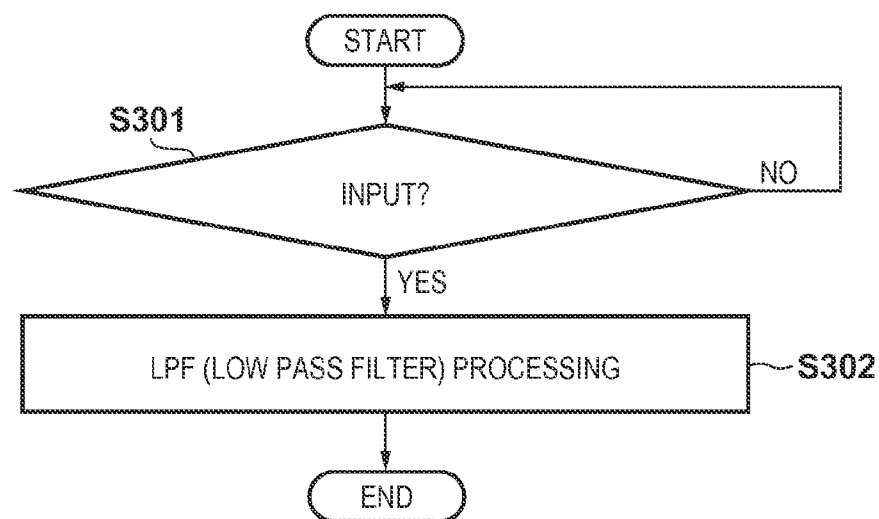 START
S301
INPUT?
NO
YES
LPF (LOW PASS FILTER) PROCESSING
S302
END